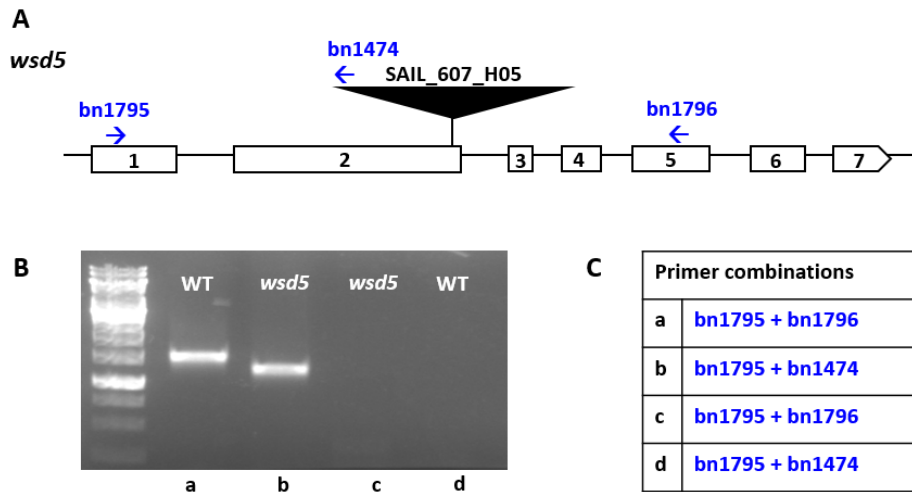 A
wsd5
bn1474
SAIL_607_H05
bn1795
bn1796
1 2 3 4 5 6 7
B
WT wsd5 wsd5 WT
a b c d
C
Primer combinations
a bn1795 + bn1796
b bn1795 + bn1474
c bn1795 + bn1796
d bn1795 + bn1474